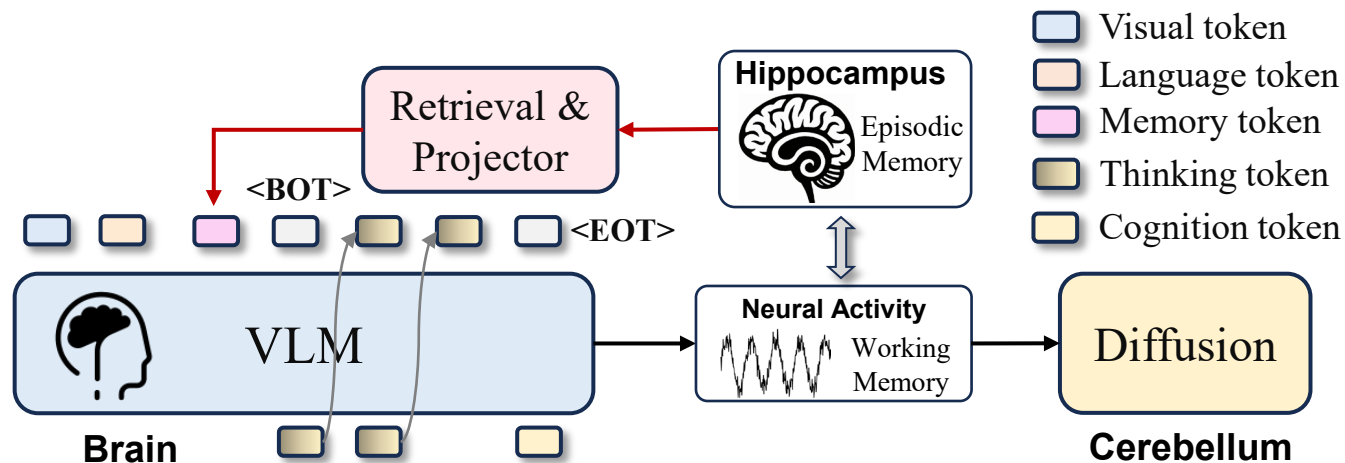 Visual token
Language token
Memory token
Thinking token
Cognition token
Hippocampus
Episodic
Memory
Retrieval &
Projector
<BOT>
<EOT>
VLM
Brain
Neural Activity
Working
Memory
Diffusion
Cerebellum